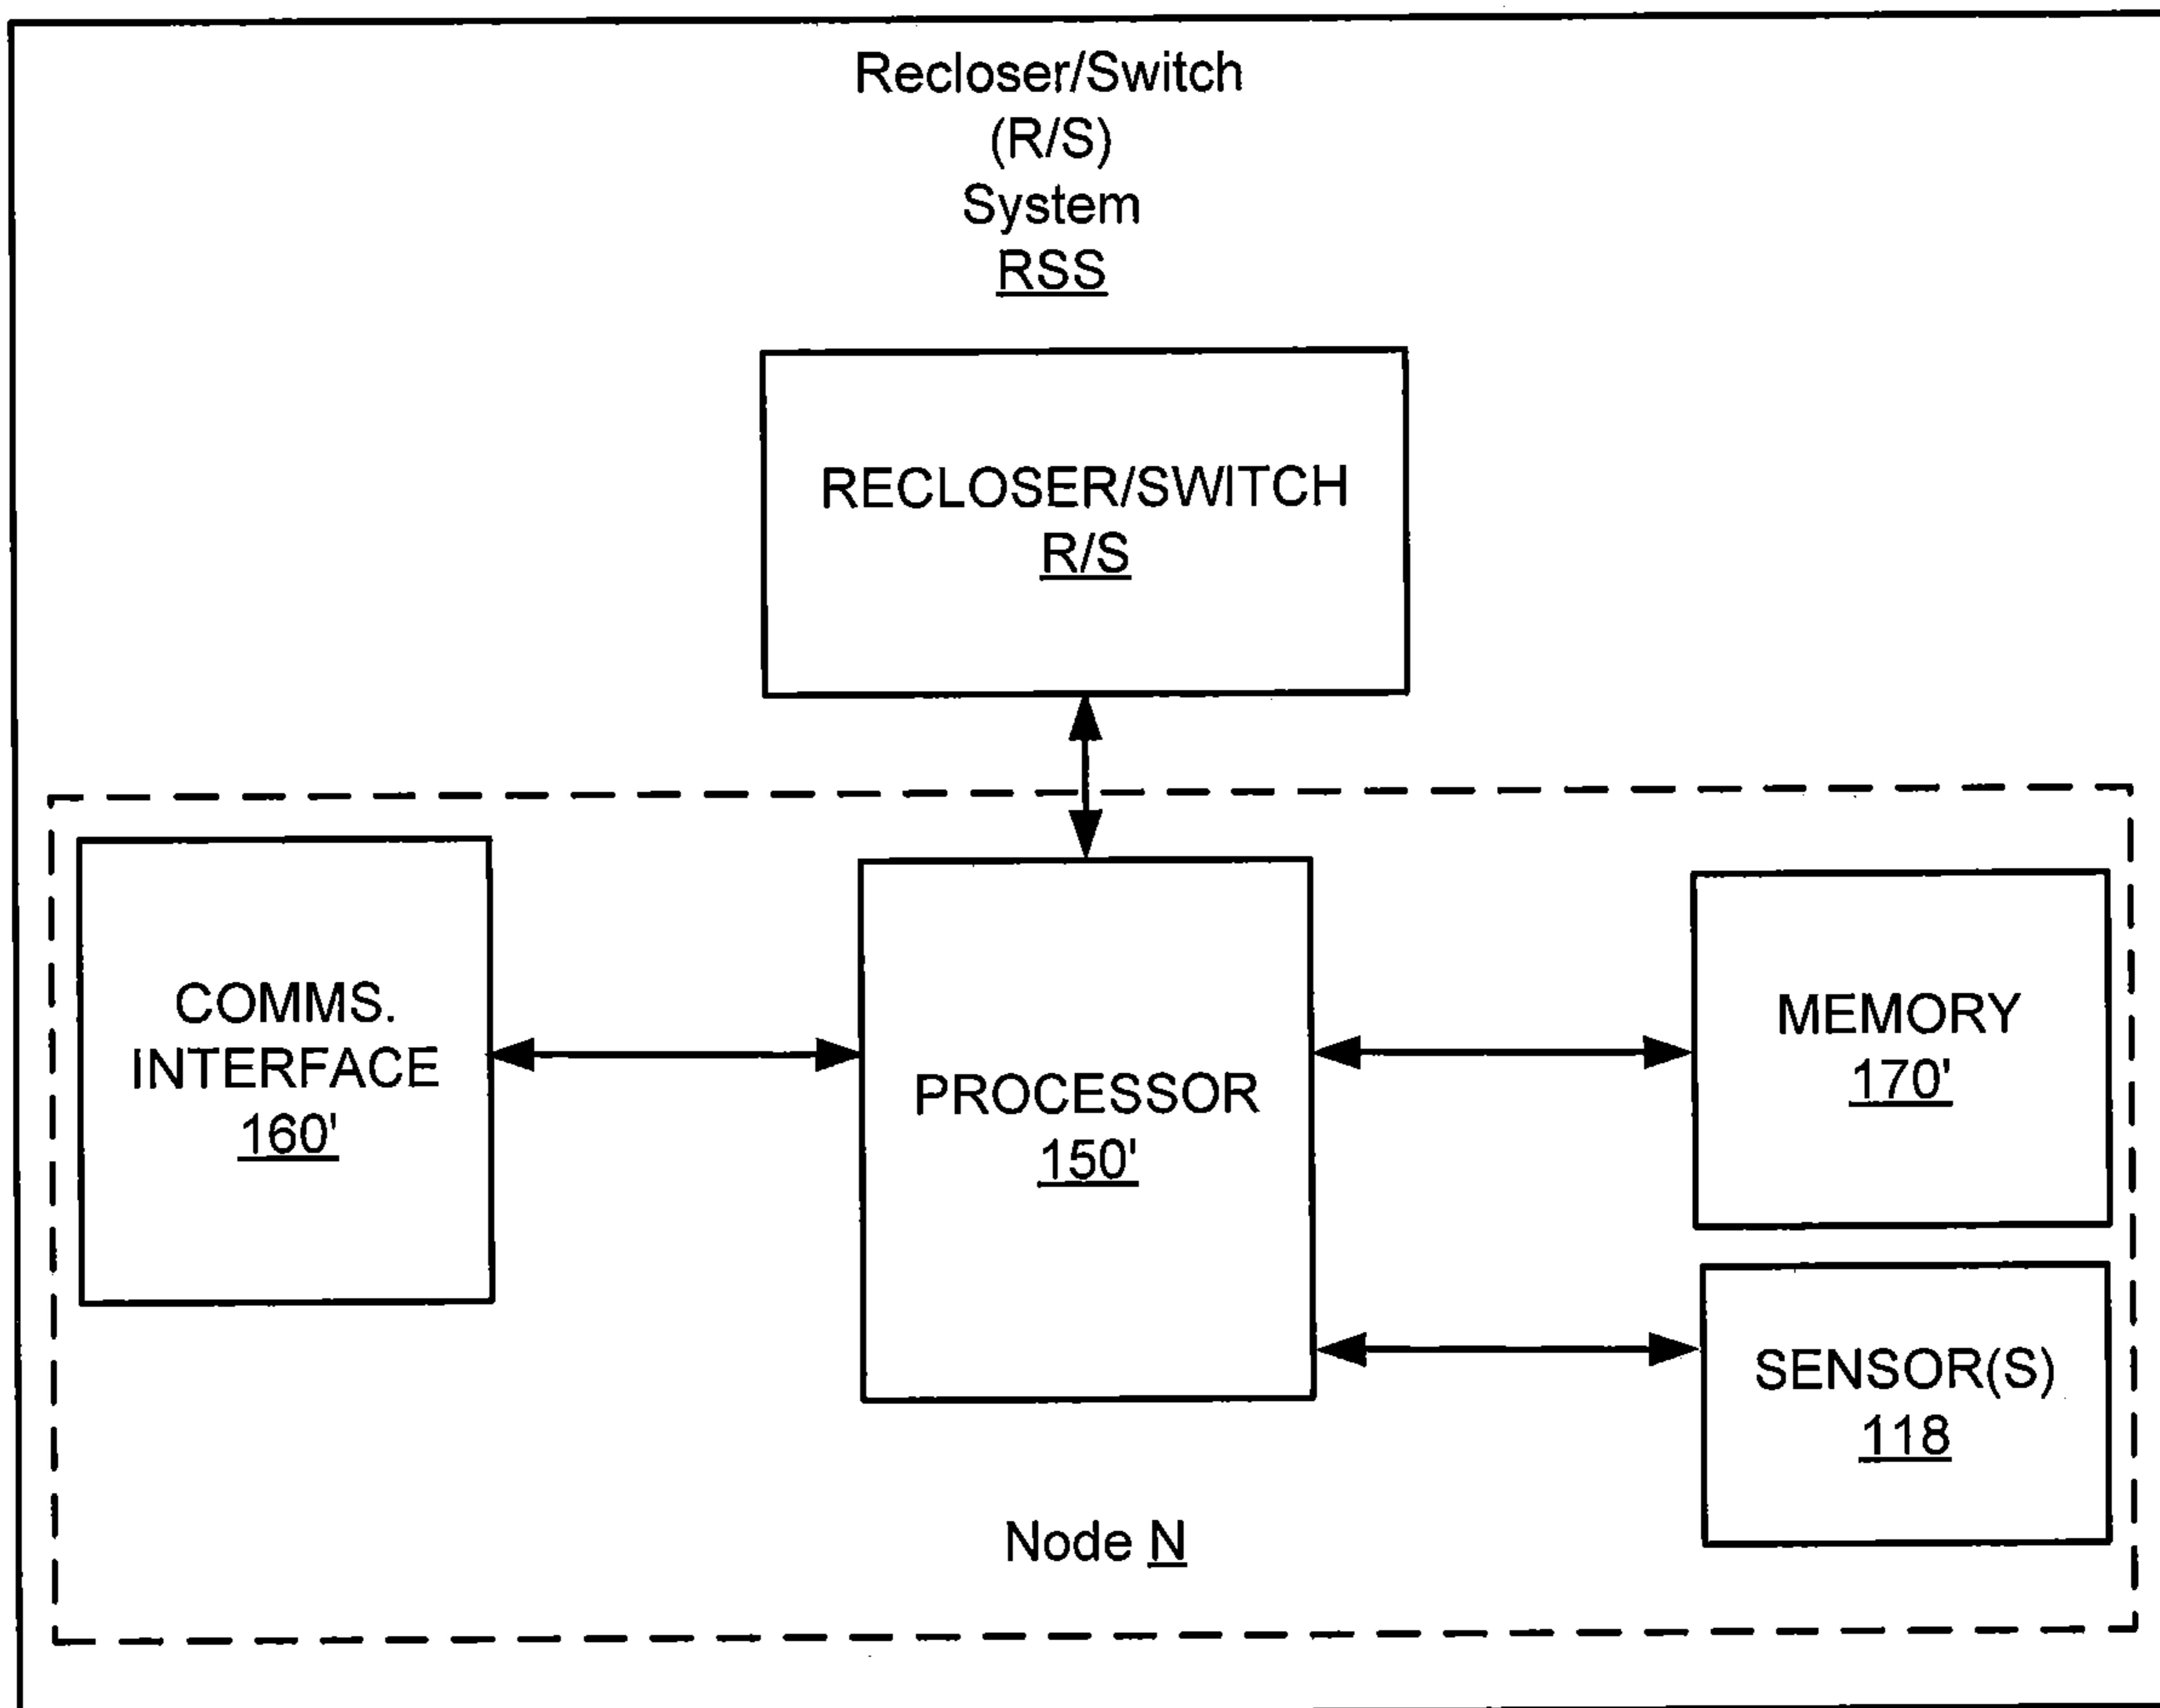 Recloser/Switch
(R/S)
System
RSS
RECLOSER/SWITCH
R/S
COMMS.
INTERFACE
160'
PROCESSOR
150'
MEMORY
170'
SENSOR(S)
118
Node N